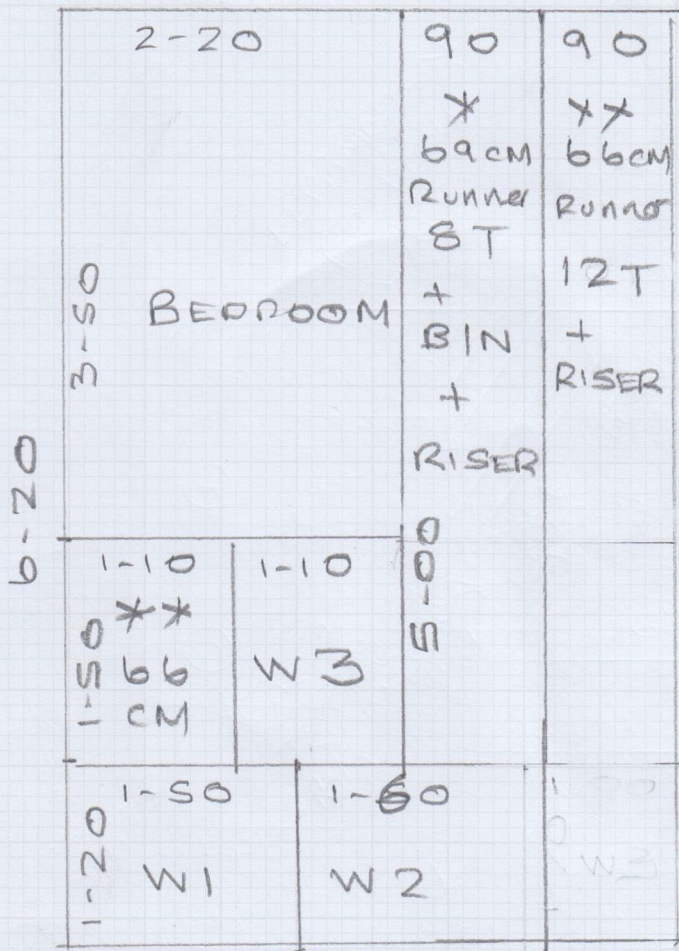 2-20
90
90
*
**
69CM
66CM
Runner
Runner
8T
12T
+
+
BIN
RISER
+
RISER
3-50
BEDROOM
6-20
5-00
1-10
1-10
**
66
CM
1-50
W3
1-50
1-60
1-20
W1
W2
W3